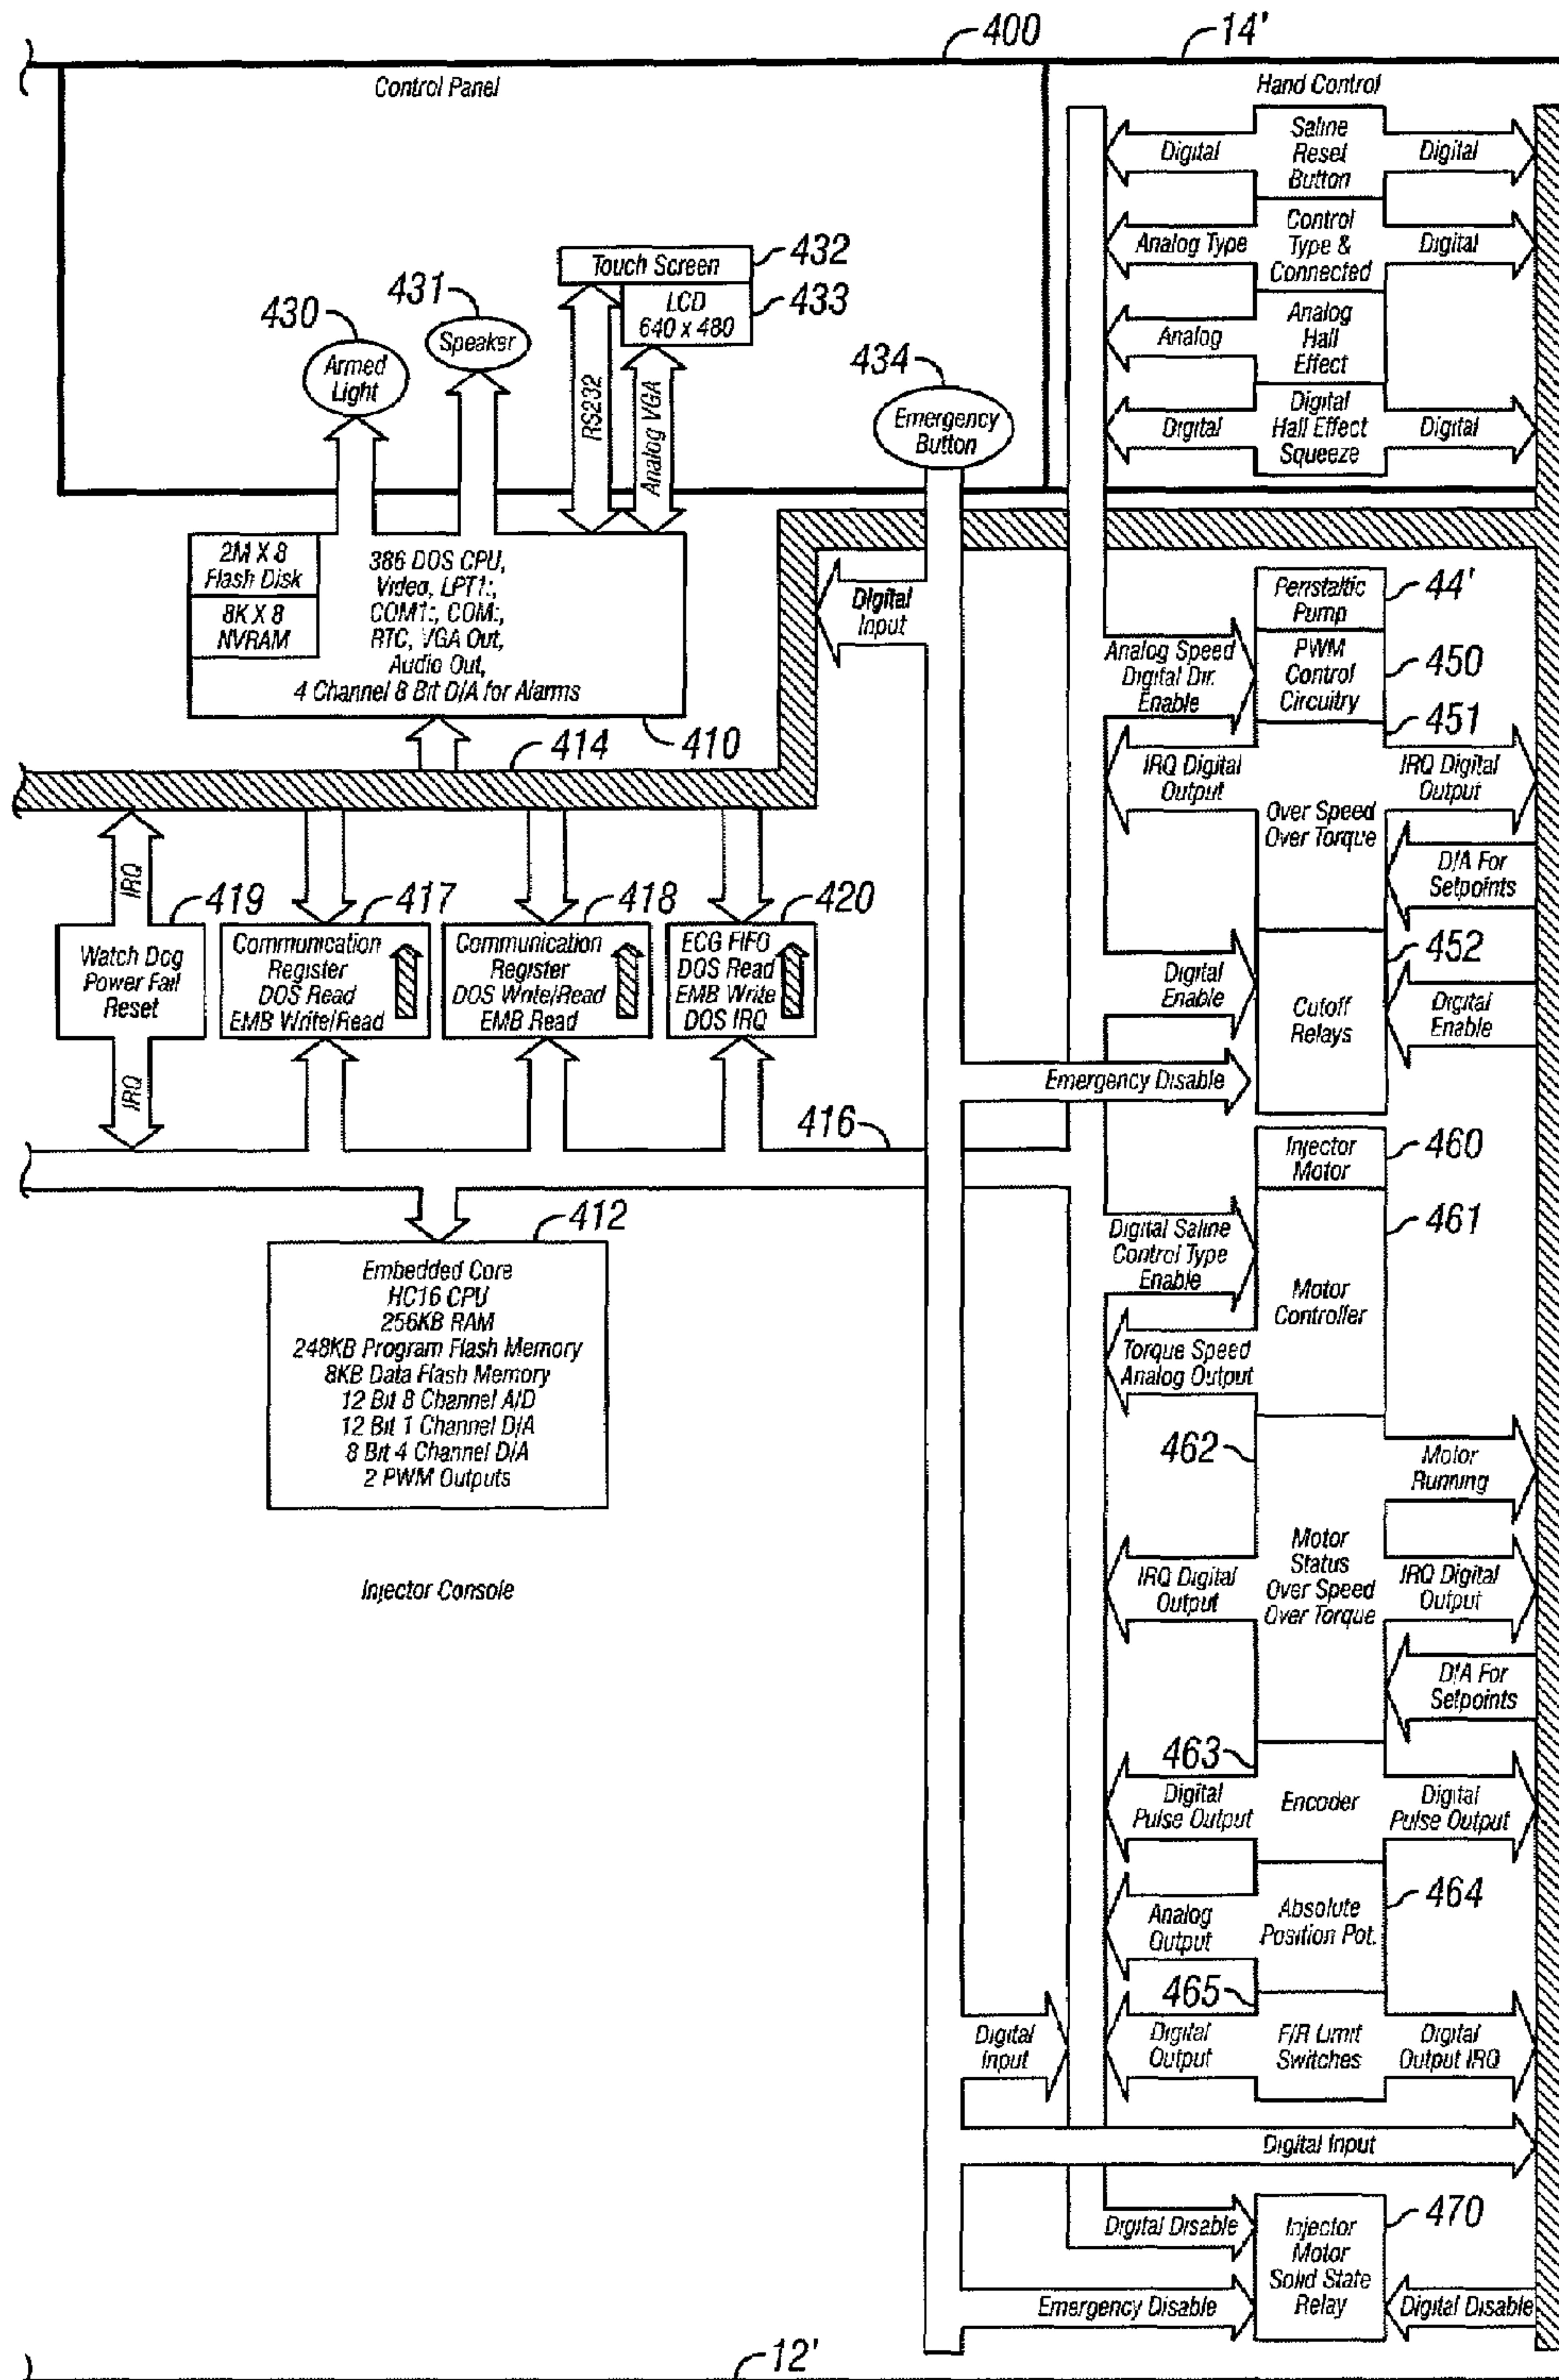 400
14'
Control Panel
Hand Control
Saline
Reset
Button
Digital
Digital
Control
Type &
Connected
Analog Type
Digital
Analog
Hall
Effect
Analog
Digital
Hall Effect
Squeeze
Digital
Digital
430
Armed
Light
431
Speaker
432
Touch Screen
433
LCD
640 x 480
RS232
Analog VGA
434
Emergency
Button
2M X 8
Flash Disk
8K X 8
NVRAM
386 DOS CPU,
Video, LPT1:,
COM1:, COM:,
RTC, VGA Out,
Audio Out,
4 Channel 8 Bit D/A for Alarms
410
414
Digital
Input
Peristaltic
Pump
44'
PWM
Control
Circuitry
450
Analog Speed
Digital Dir.
Enable
451
IRQ Digital
Output
Over Speed
Over Torque
IRQ Digital
Output
D/A For
Setpoints
452
Digital
Enable
Cutoff
Relays
Digital
Enable
Emergency Disable
IRQ
IRQ
419
Watch Dog
Power Fail
Reset
417
Communication
Register
DOS Read
EMB Write/Read
418
Communication
Register
DOS Write/Read
EMB Read
420
ECG FIFO
DOS Read
EMB Write
DOS IRQ
416
412
Embedded Core
HC16 CPU
256KB RAM
248KB Program Flash Memory
8KB Data Flash Memory
12 Bit 8 Channel A/D
12 Bit 1 Channel D/A
8 Bit 4 Channel D/A
2 PWM Outputs
Injector Console
Injector
Motor
460
461
Digital Saline
Control Type
Enable
Motor
Controller
Torque Speed
Analog Output
462
Motor
Running
Motor
Status
Over Speed
Over Torque
IRQ Digital
Output
IRQ Digital
Output
D/A For
Setpoints
463
Digital
Pulse Output
Encoder
Digital
Pulse Output
464
Analog
Output
Absolute
Position Pot.
465
Digital
Input
Digital
Output
F/R Limit
Switches
Digital
Output IRQ
Digital Input
470
Digital Disable
Injector
Motor
Solid State
Relay
Emergency Disable
Digital Disable
12'